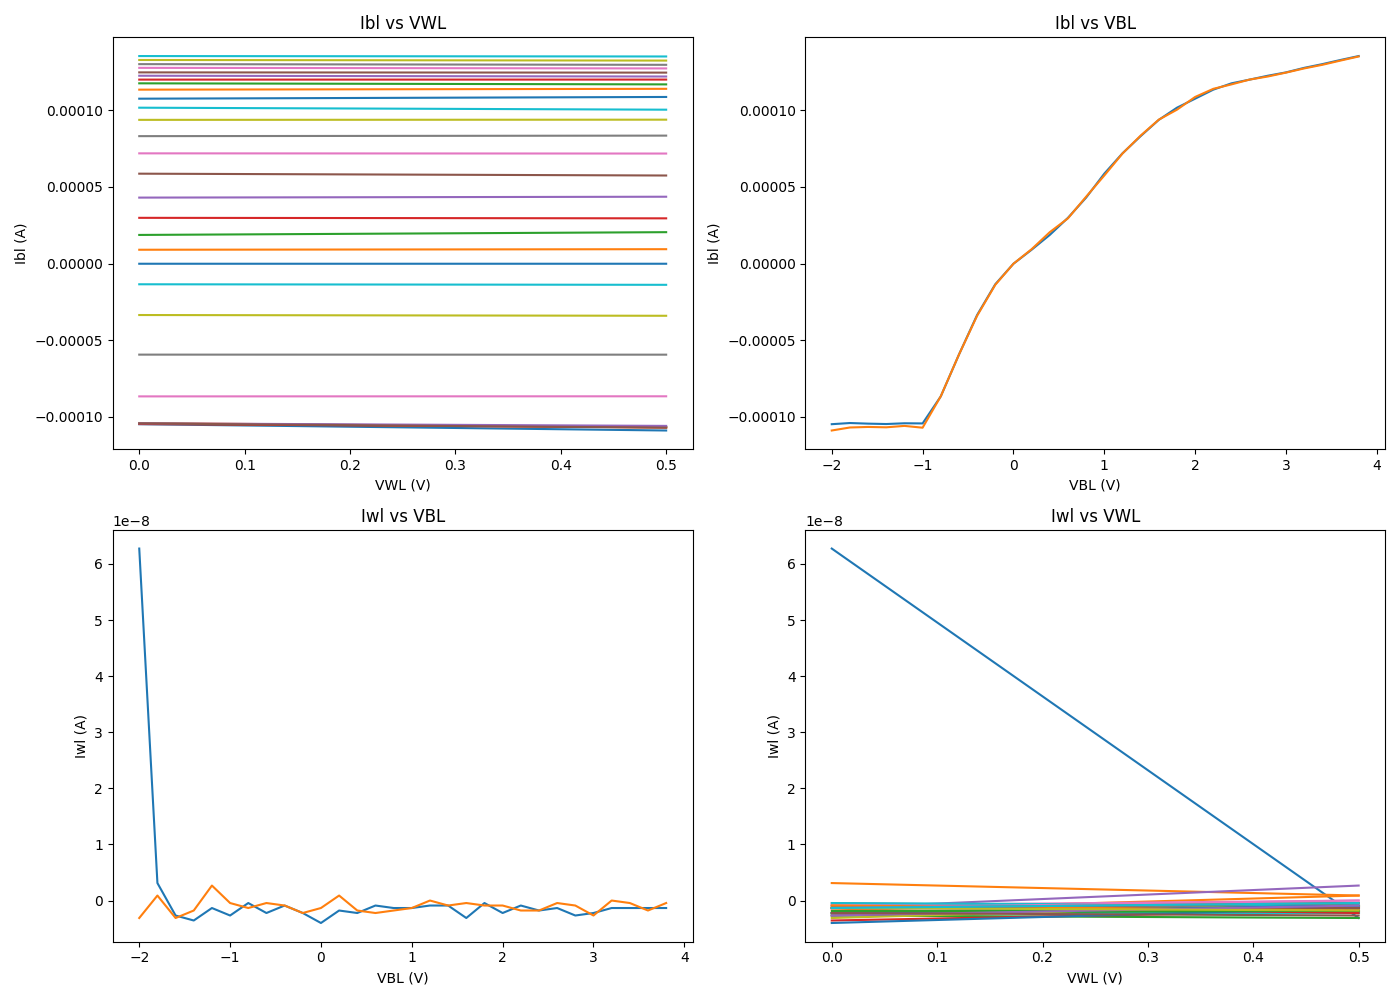 Ibl vs VWL
Ibl (A)
0.00010
0.00005
0.00000
−0.00005
−0.00010
0.0 0.1 0.2 0.3 0.4 0.5
VWL (V)
Ibl vs VBL
Ibl (A)
0.00010
0.00005
0.00000
−0.00005
−0.00010
−2 −1 0 1 2 3 4
VBL (V)
Iwl vs VBL
1e−8
Iwl (A)
6
5
4
3
2
1
0
−2 −1 0 1 2 3 4
VBL (V)
Iwl vs VWL
1e−8
Iwl (A)
6
5
4
3
2
1
0
0.0 0.1 0.2 0.3 0.4 0.5
VWL (V)